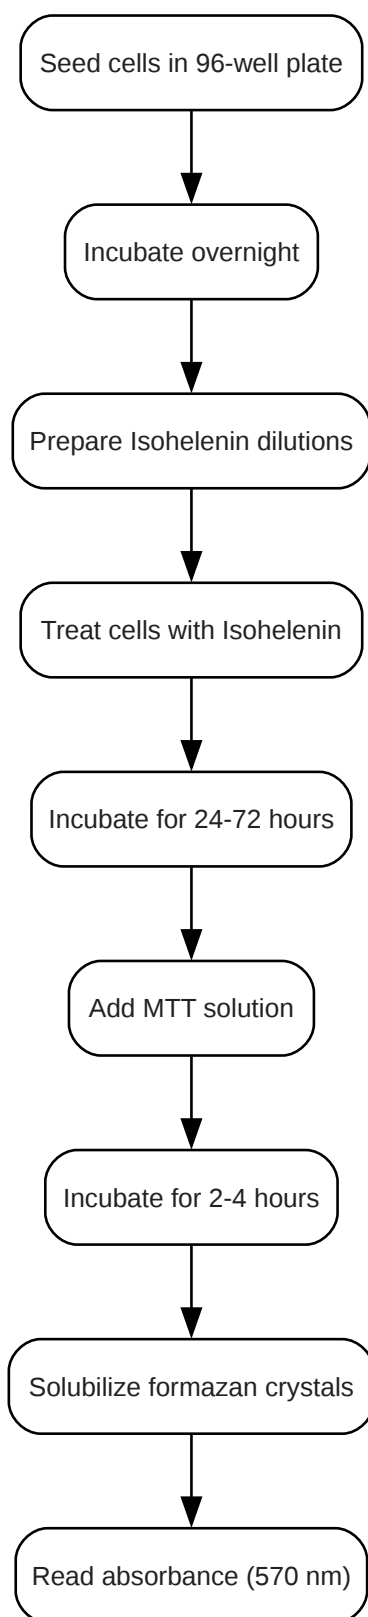 Seed cells in 96-well plate
Incubate overnight
Prepare Isohelenin dilutions
Treat cells with Isohelenin
Incubate for 24-72 hours
Add MTT solution
Incubate for 2-4 hours
Solubilize formazan crystals
Read absorbance (570 nm)